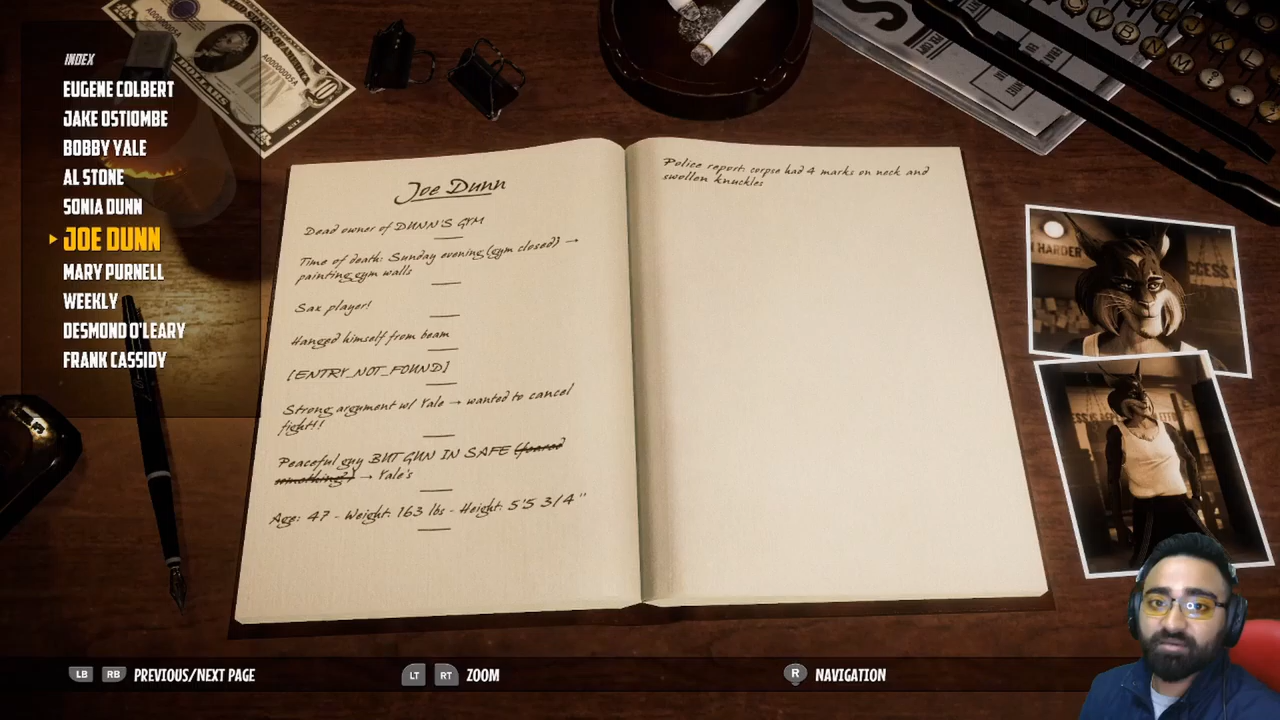 INDEX
EUGENE COLBERT
JAKE OSTIOMBE
BOBBY YALE
AL STONE
SONIA DUNN
JOE DUNN
MARY PURNELL
WEEKLY
DESMOND O'LEARY
FRANK CASSIDY
Joe Dunn
Dead owner of DUNN'S GYM
Time of death: Sunday evening (gym closed) →
painting gym walls
Sax player!
Hanged himself from beam
[ENTRY_NOT_FOUND]
Strong argument w/ Yale → wanted to cancel
fight!!
Peaceful guy BUT GUN IN SAFE (feared
something?) → Yale's
Age: 47 - Weight: 163 lbs - Height: 5'5 3/4"
Police report: corpse had 4 marks on neck and
swollen knuckles
HARDER
CCESS
LB RB PREVIOUS/NEXT PAGE
LT RT ZOOM
R NAVIGATION